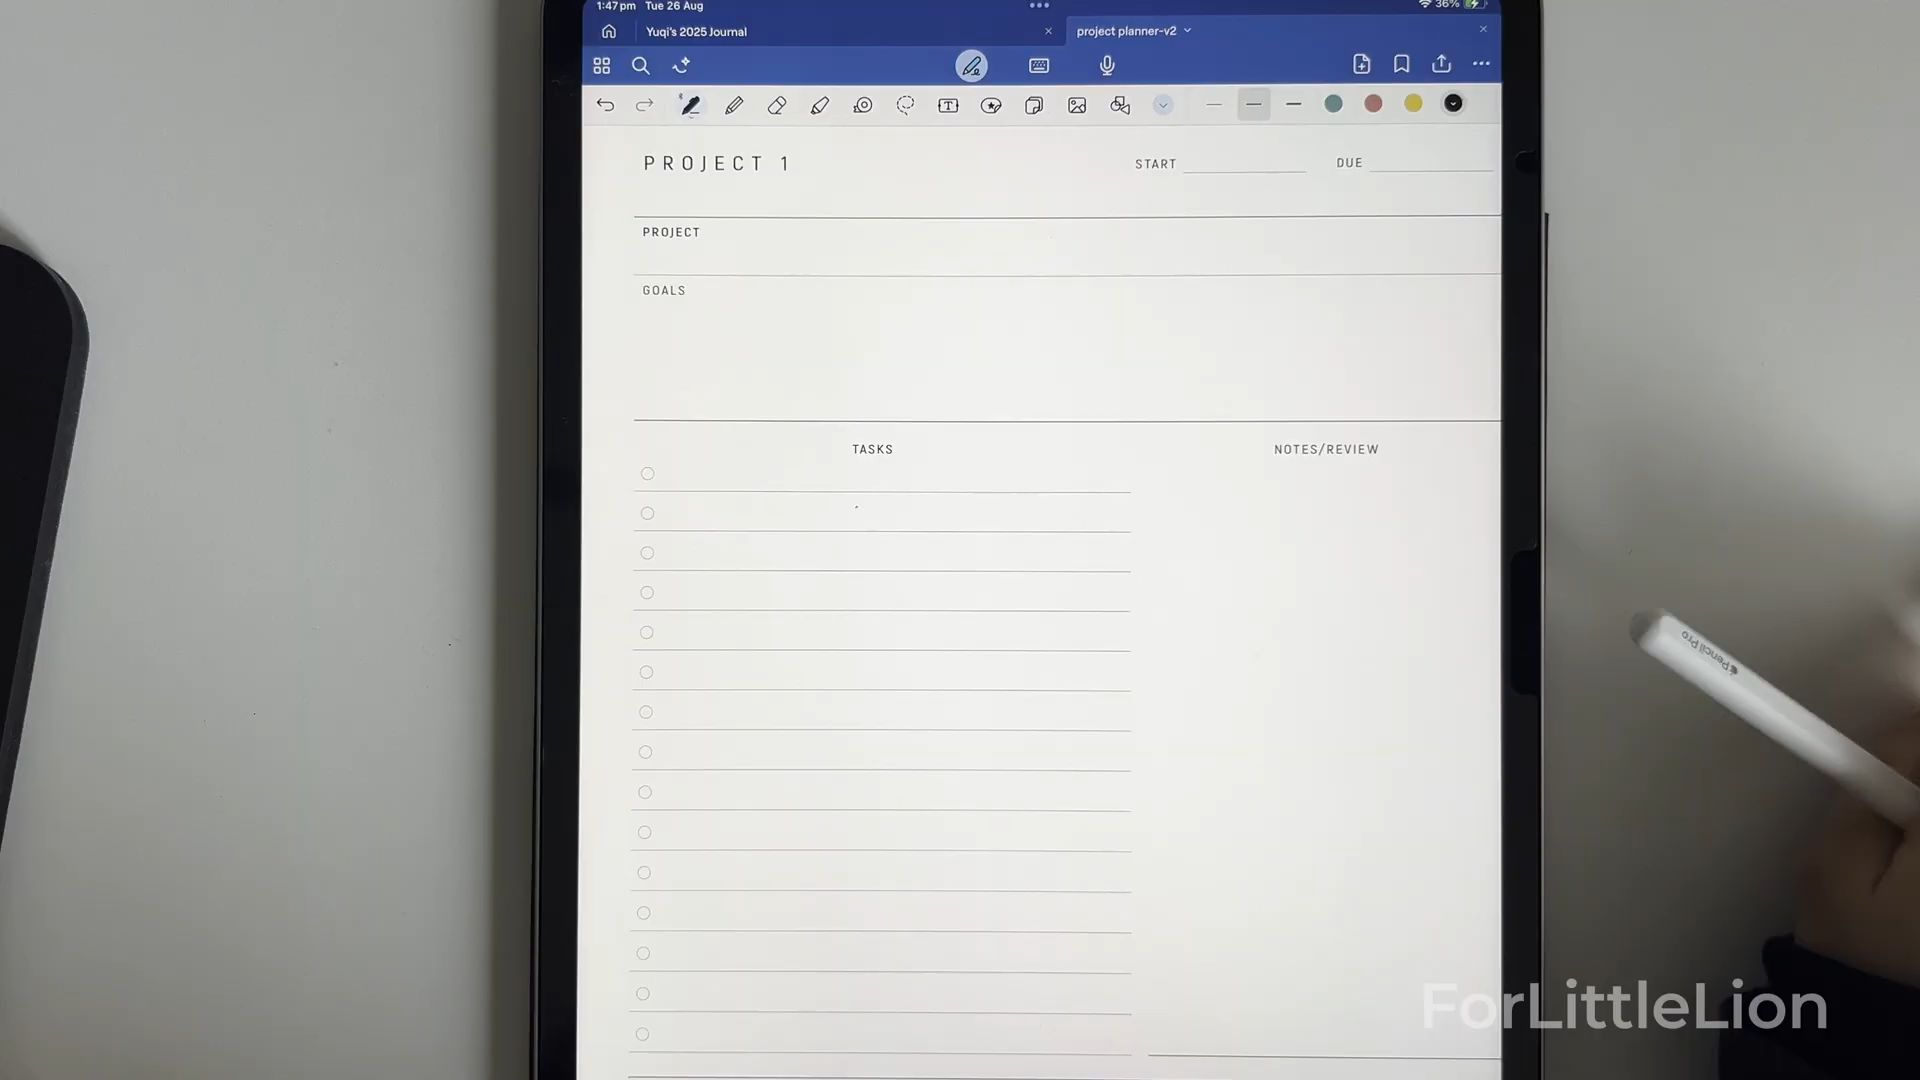 1:47 pm Tue 26 Aug
36%
Yuqi's 2025 Journal
project planner-v2
PROJECT 1
START
DUE
PROJECT
GOALS
TASKS
NOTES/REVIEW
Pencil Pro
ForLittleLion